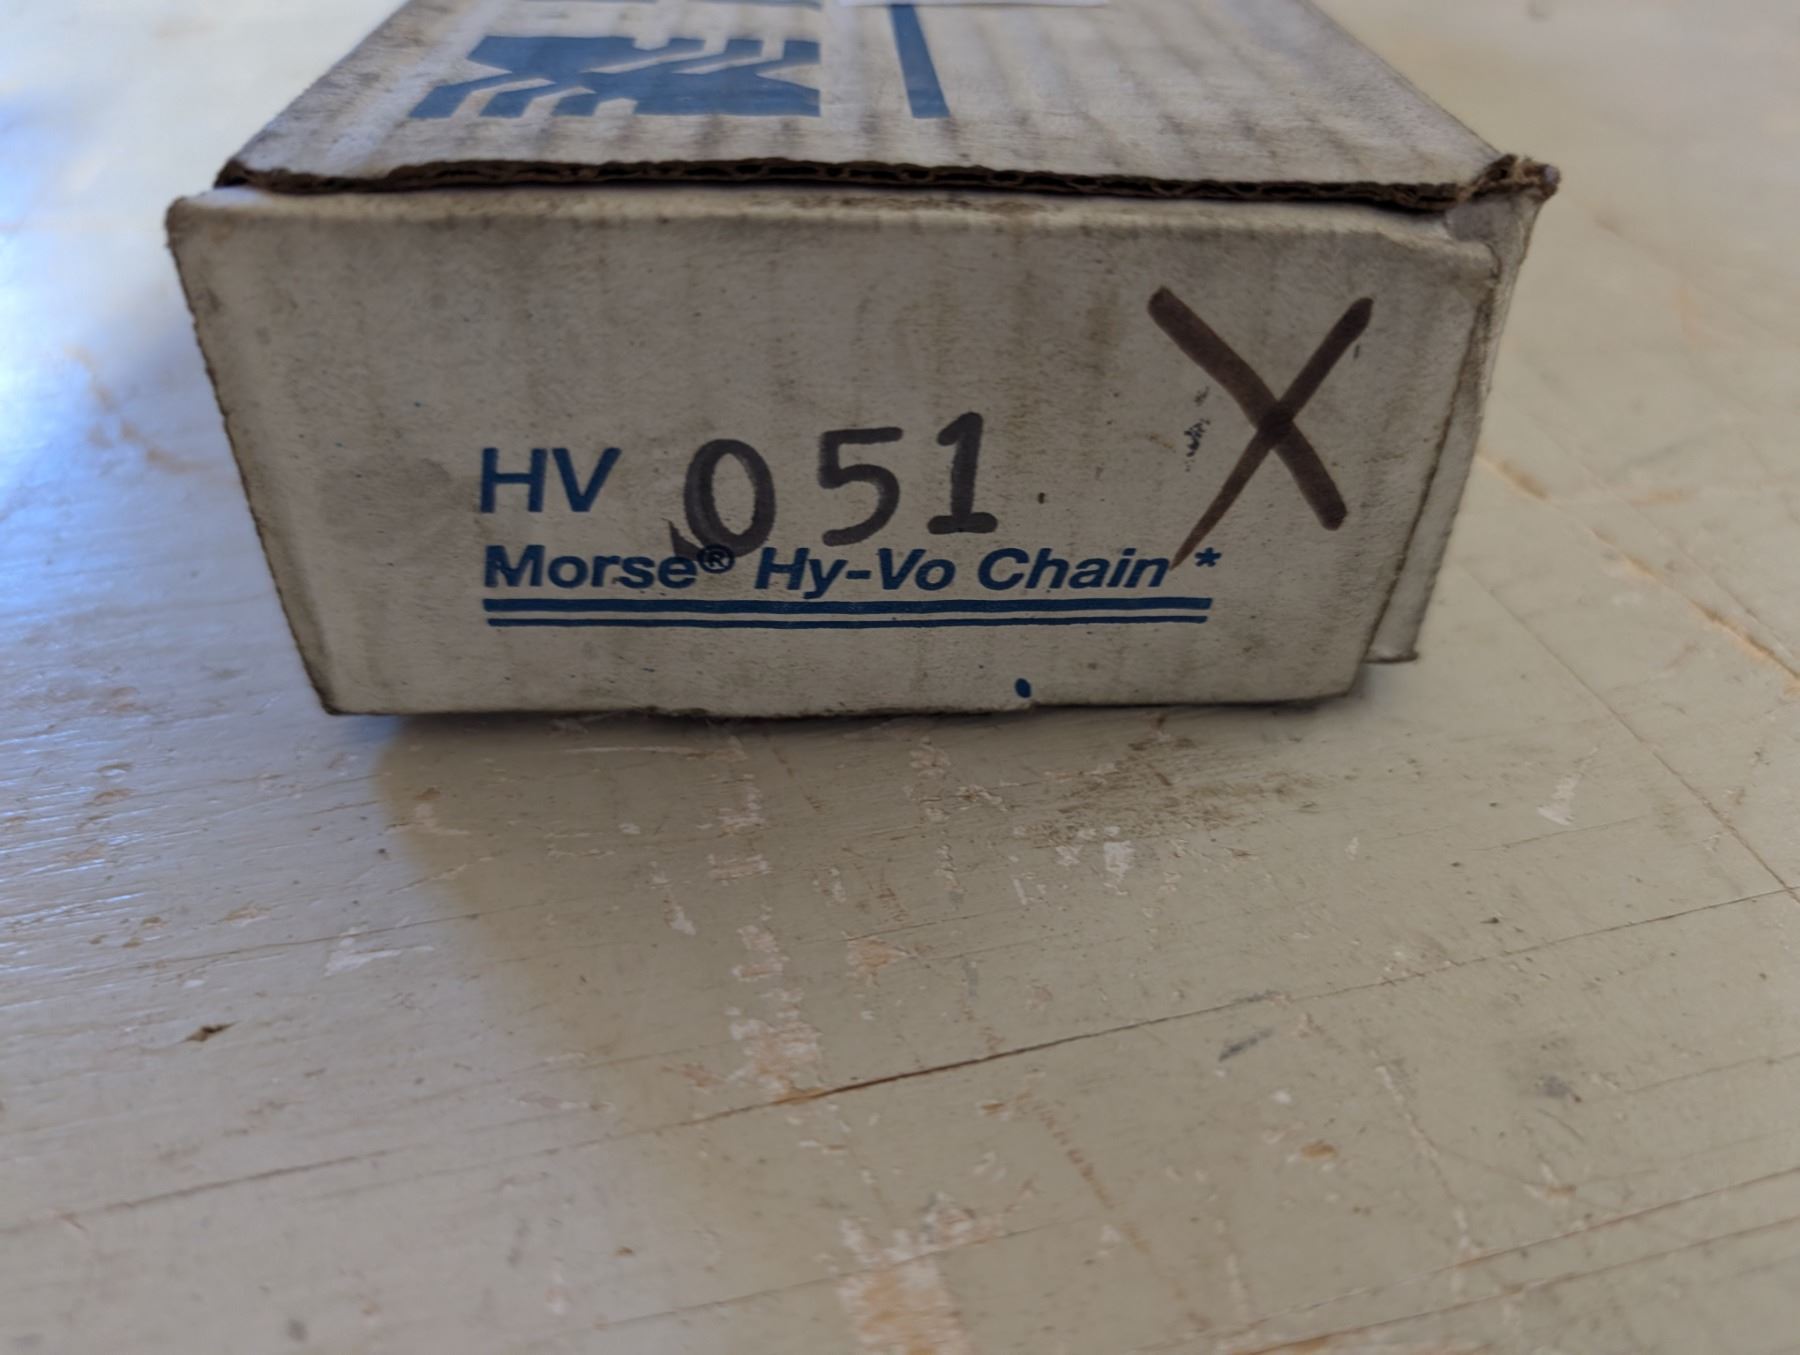 X
HV 051
Morse® Hy-Vo Chain*